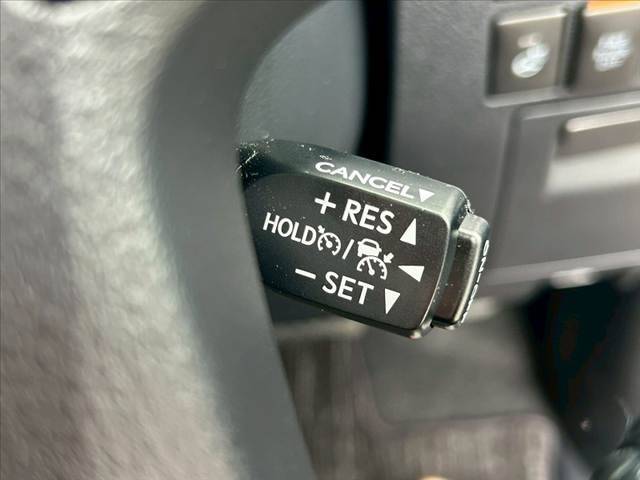 CANCEL▼
+ RES ▲
HOLD / ◀
− SET ▼